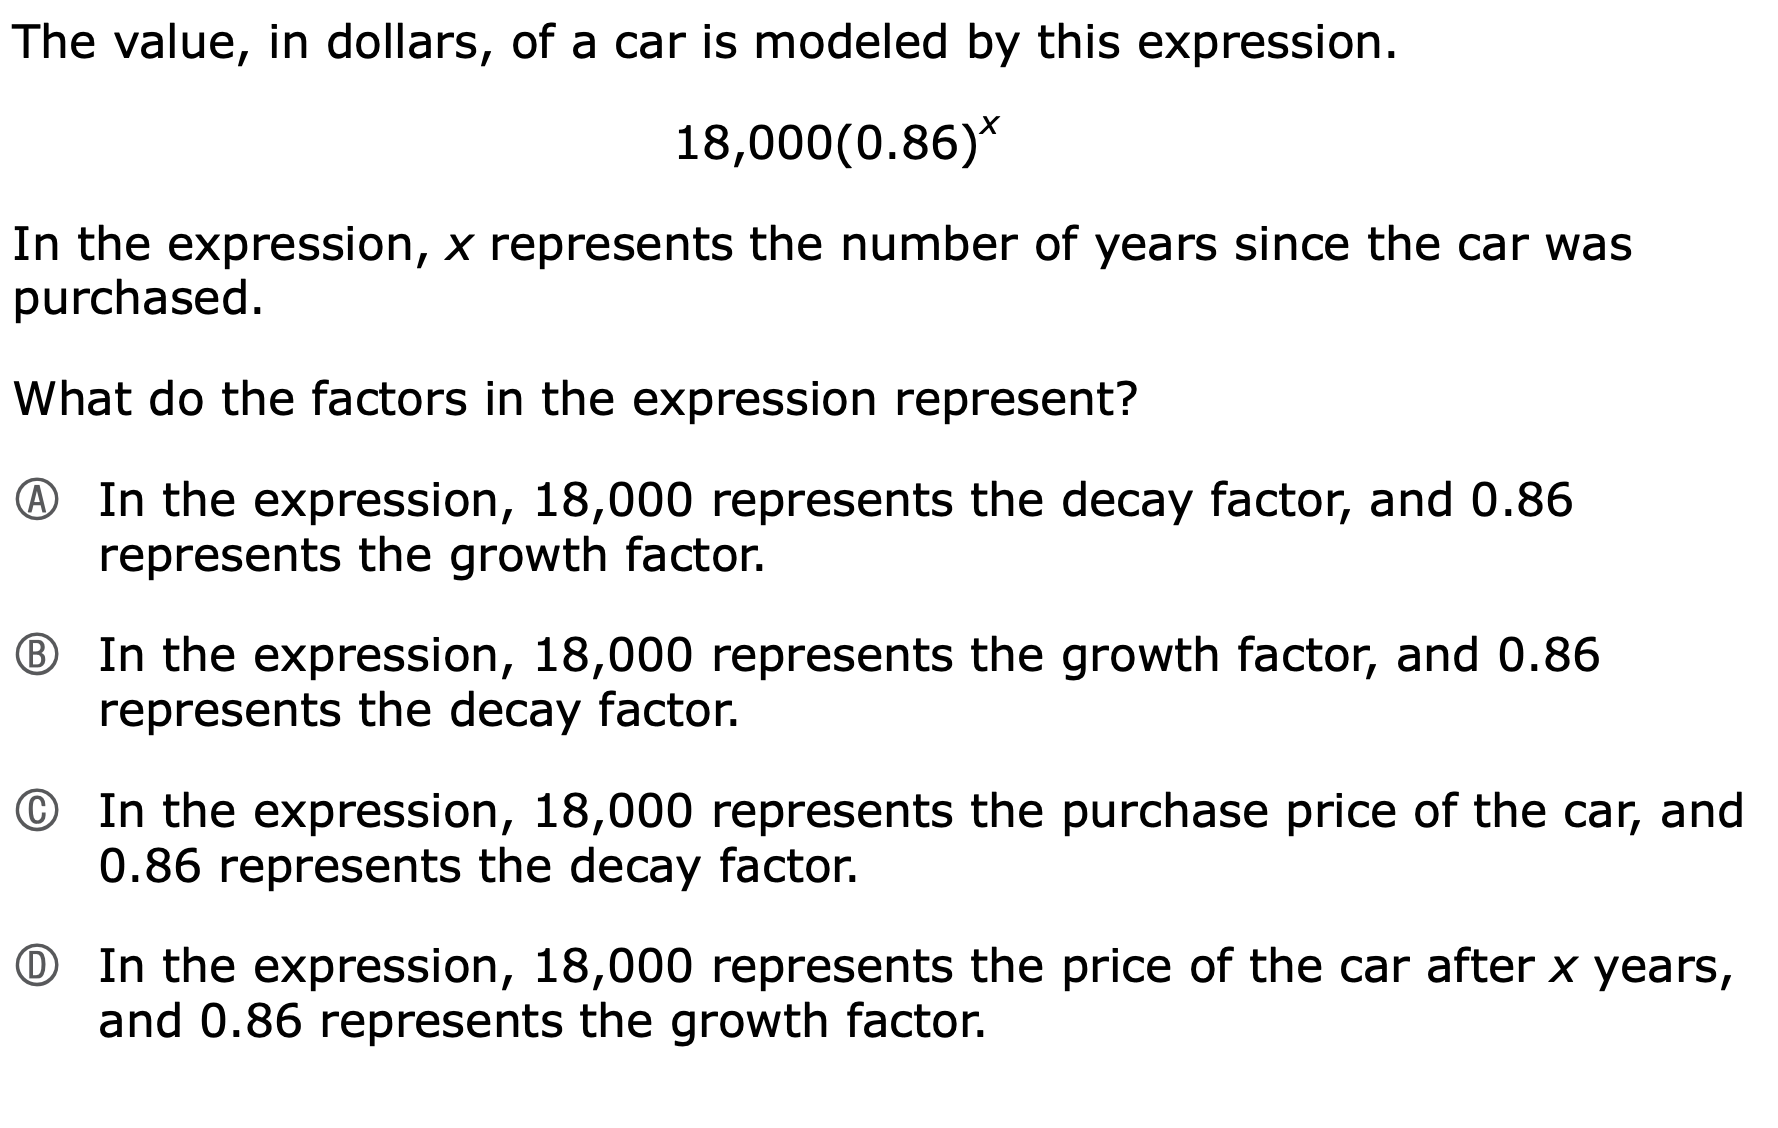 The value, in dollars, of a car is modeled by this expression.
18,000(0.86)ˣ
In the expression, x represents the number of years since the car was
purchased.
What do the factors in the expression represent?
Ⓐ In the expression, 18,000 represents the decay factor, and 0.86
represents the growth factor.
Ⓑ In the expression, 18,000 represents the growth factor, and 0.86
represents the decay factor.
Ⓒ In the expression, 18,000 represents the purchase price of the car, and
0.86 represents the decay factor.
Ⓓ In the expression, 18,000 represents the price of the car after x years,
and 0.86 represents the growth factor.